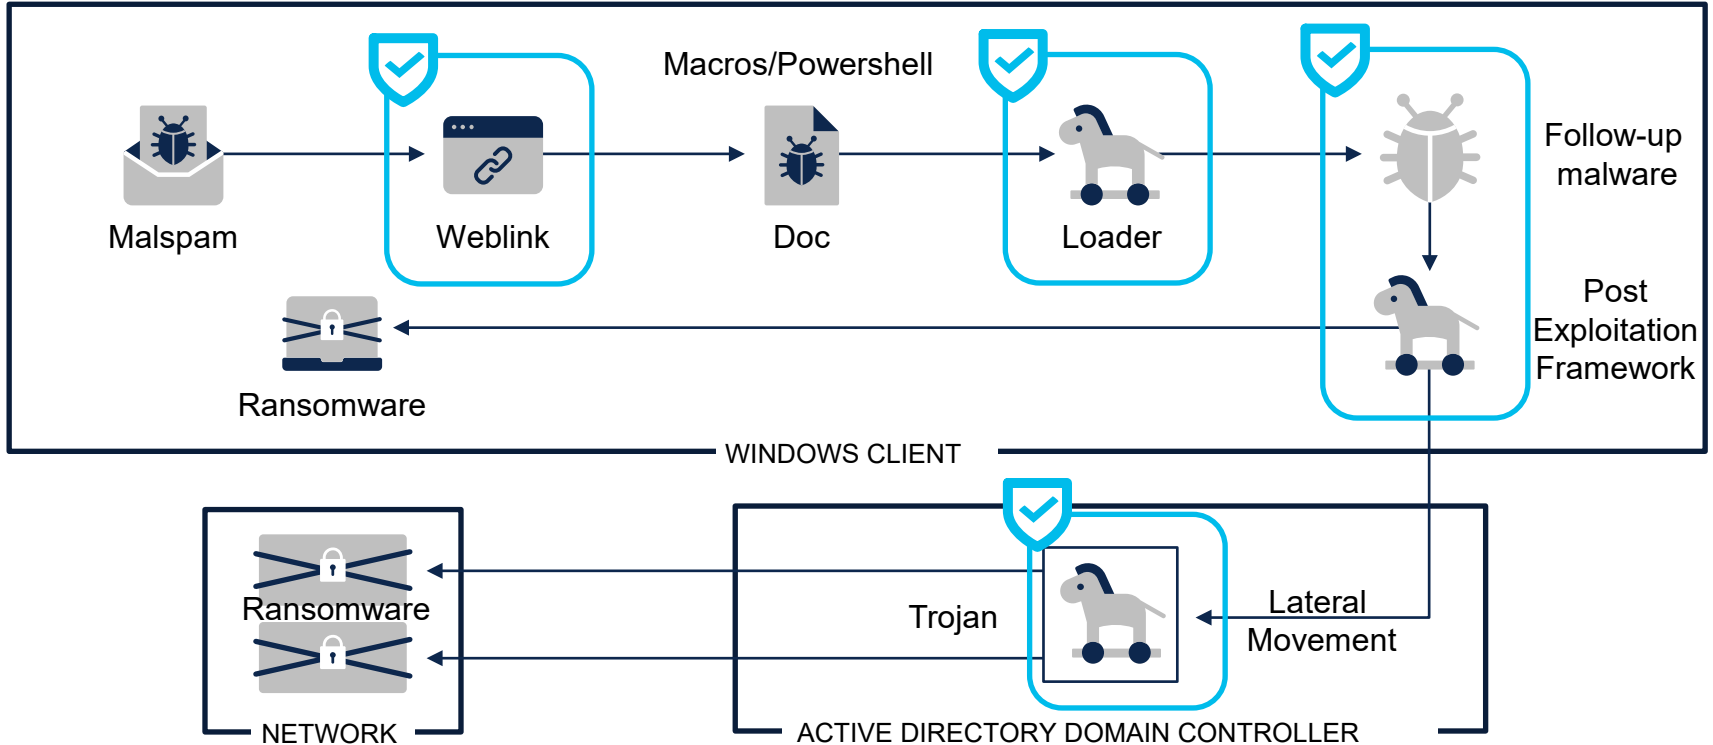 Macros/Powershell
Malspam
Weblink
Doc
Loader
Follow-up
malware
Post
Exploitation
Framework
Ransomware
WINDOWS CLIENT
Ransomware
Trojan
Lateral
Movement
NETWORK
ACTIVE DIRECTORY DOMAIN CONTROLLER